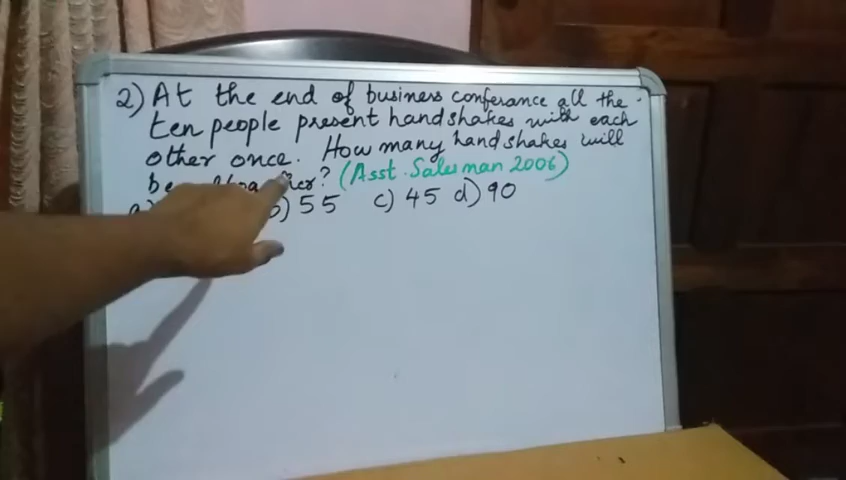 2) At the end of business conferance all the
ten people present handshakes with each
other once. How many handshakes will
be ? (Asst. Salesman 2006)
b) 55 c) 45 d) 90